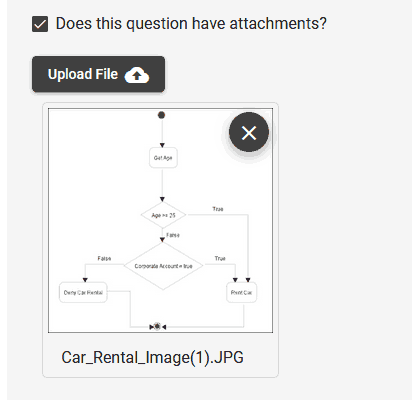 Does this question have attachments?
Upload File
Get Age
Age >= 25
True
False
False
Corporate Account = true
True
Deny Car Rental
Rent Car
Car_Rental_Image(1).JPG